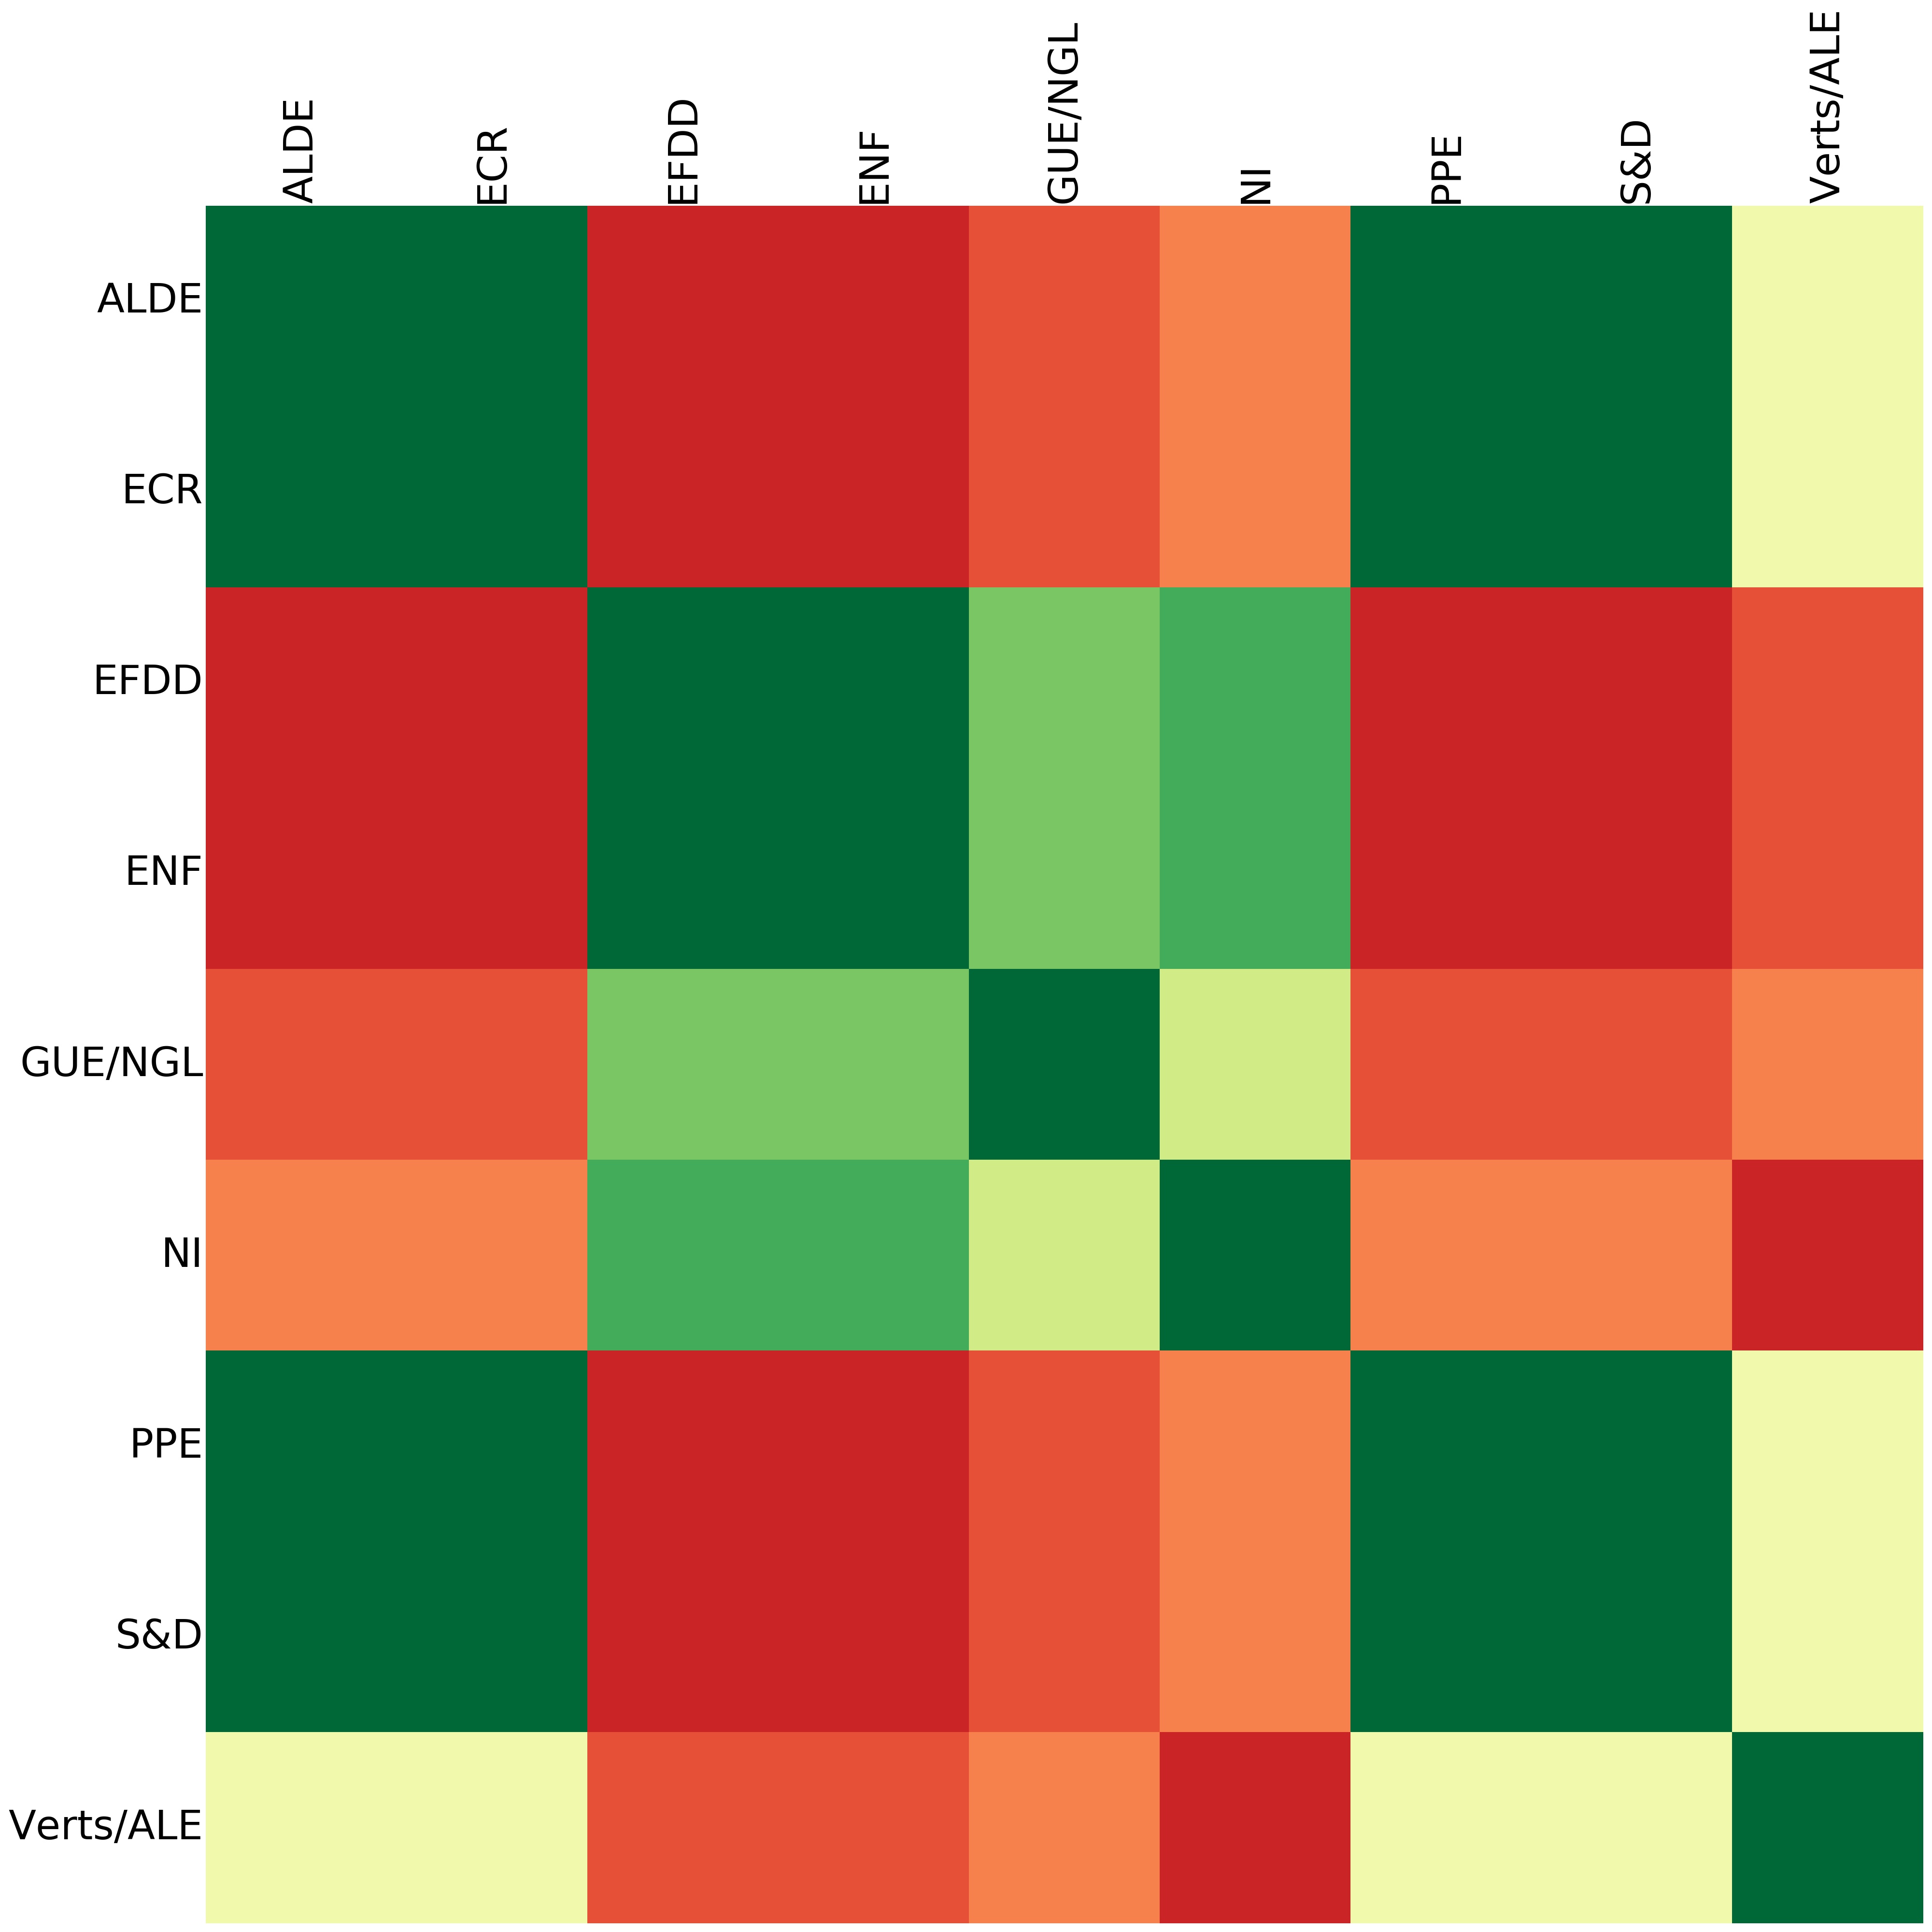 ALDE
ECR
EFDD
ENF
GUE/NGL
NI
PPE
S&D
Verts/ALE
ALDE
ECR
EFDD
ENF
GUE/NGL
NI
PPE
S&D
Verts/ALE